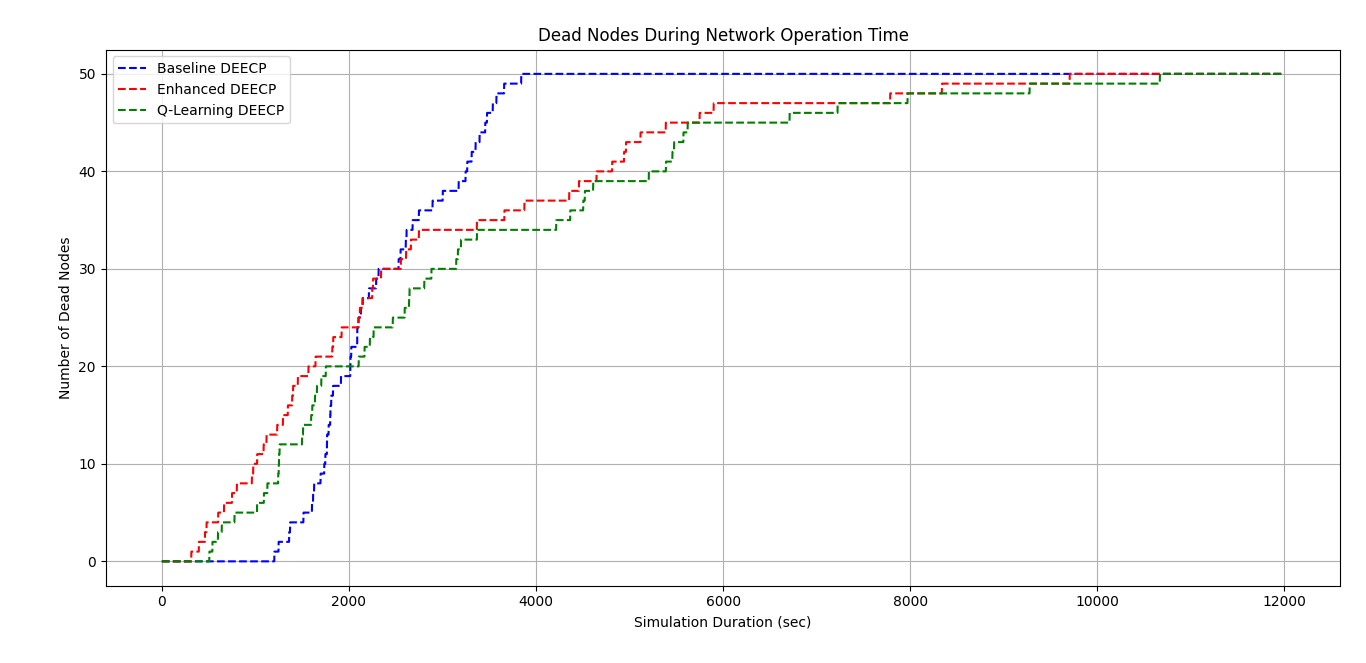 Dead Nodes During Network Operation Time
Baseline DEECP
Enhanced DEECP
Q-Learning DEECP
50
40
30
20
10
0
Number of Dead Nodes
0 2000 4000 6000 8000 10000 12000
Simulation Duration (sec)